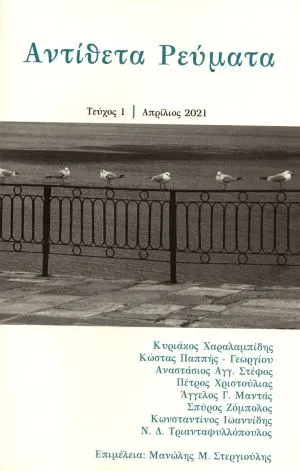 Αντίθετα Ρεύματα
Τεύχος 1 | Απρίλιος 2021
Κυριάκος Χαραλαμπίδης
Κώστας Παππής - Γεωργίου
Αναστάσιος Αγγ. Στέφος
Πέτρος Χριστούλιας
Άγγελος Γ. Μαντάς
Σπύρος Ζόμπολος
Κωνσταντίνος Ιωαννίδης
Ν. Δ. Τριανταφυλλόπουλος
Επιμέλεια: Μανώλης Μ. Στεργιούλης